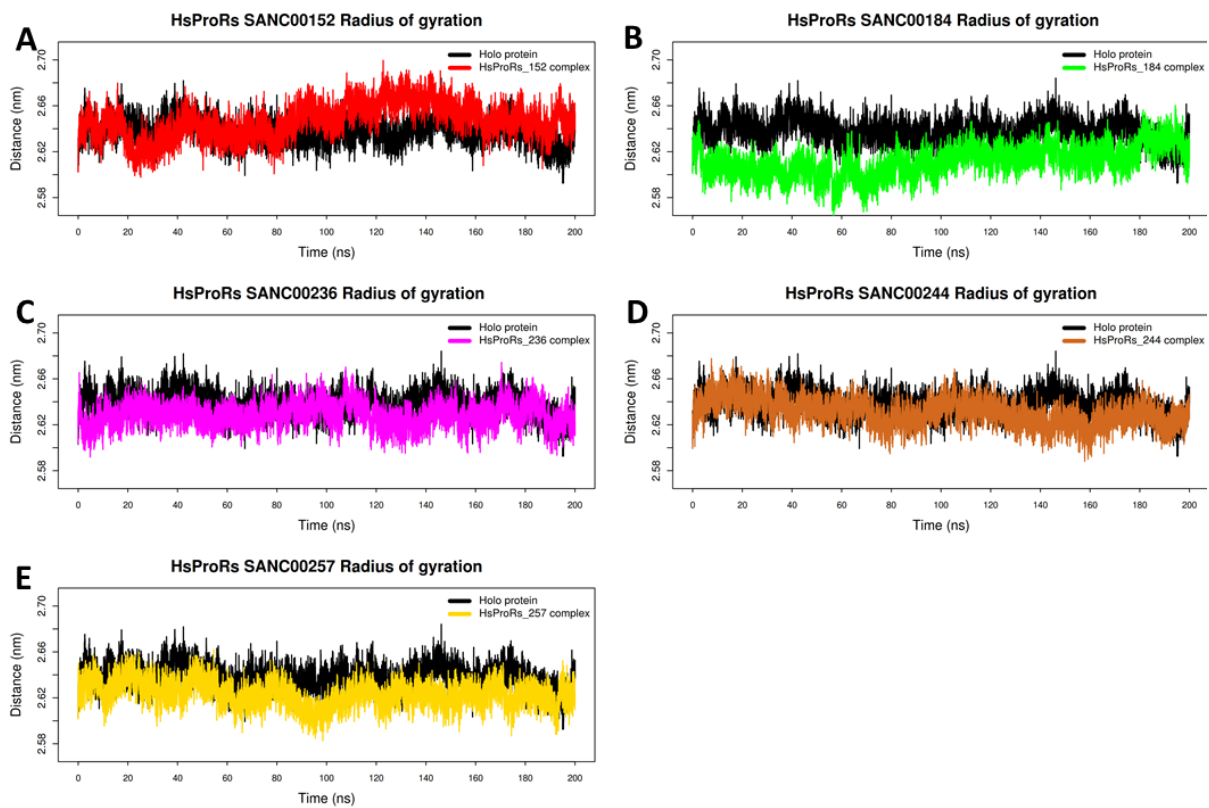 A
HsProRs SANC00152 Radius of gyration
Holo protein
HsProRs_152 complex
Distance (nm)
2.70
2.66
2.62
2.58
0 20 40 60 80 100 120 140 160 180 200
Time (ns)
B
HsProRs SANC00184 Radius of gyration
Holo protein
HsProRs_184 complex
Distance (nm)
2.70
2.66
2.62
2.58
0 20 40 60 80 100 120 140 160 180 200
Time (ns)
C
HsProRs SANC00236 Radius of gyration
Holo protein
HsProRs_236 complex
Distance (nm)
2.70
2.66
2.62
2.58
0 20 40 60 80 100 120 140 160 180 200
Time (ns)
D
HsProRs SANC00244 Radius of gyration
Holo protein
HsProRs_244 complex
Distance (nm)
2.70
2.66
2.62
2.58
0 20 40 60 80 100 120 140 160 180 200
Time (ns)
E
HsProRs SANC00257 Radius of gyration
Holo protein
HsProRs_257 complex
Distance (nm)
2.70
2.66
2.62
2.58
0 20 40 60 80 100 120 140 160 180 200
Time (ns)